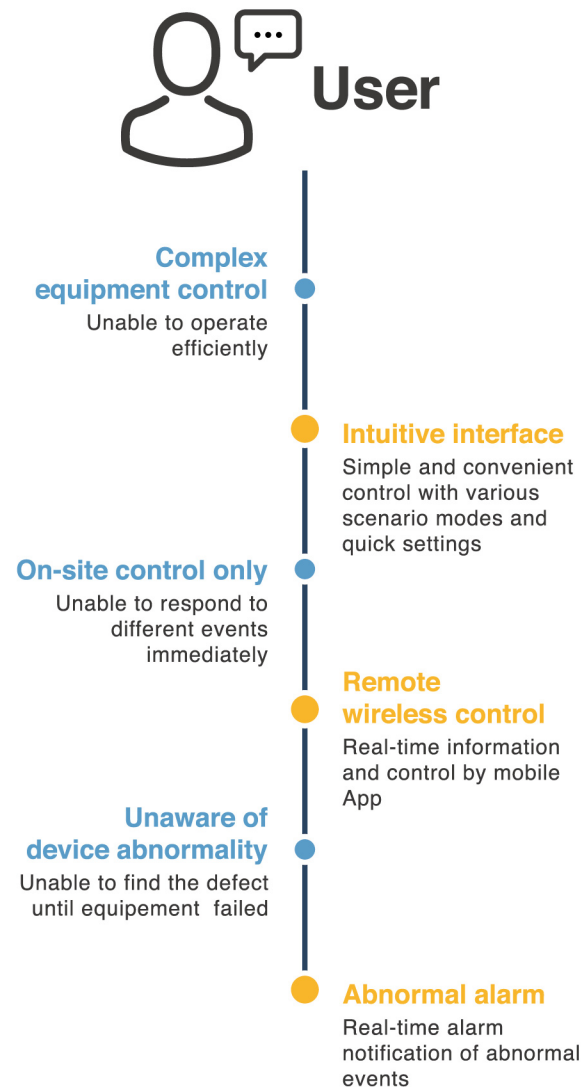 User
Complex
equipment control
Unable to operate
efficiently
Intuitive interface
Simple and convenient
control with various
scenario modes and
quick settings
On-site control only
Unable to respond to
different events
immediately
Remote
wireless control
Real-time information
and control by mobile
App
Unaware of
device abnormality
Unable to find the defect
until equipement  failed
Abnormal alarm
Real-time alarm
notification of abnormal
events